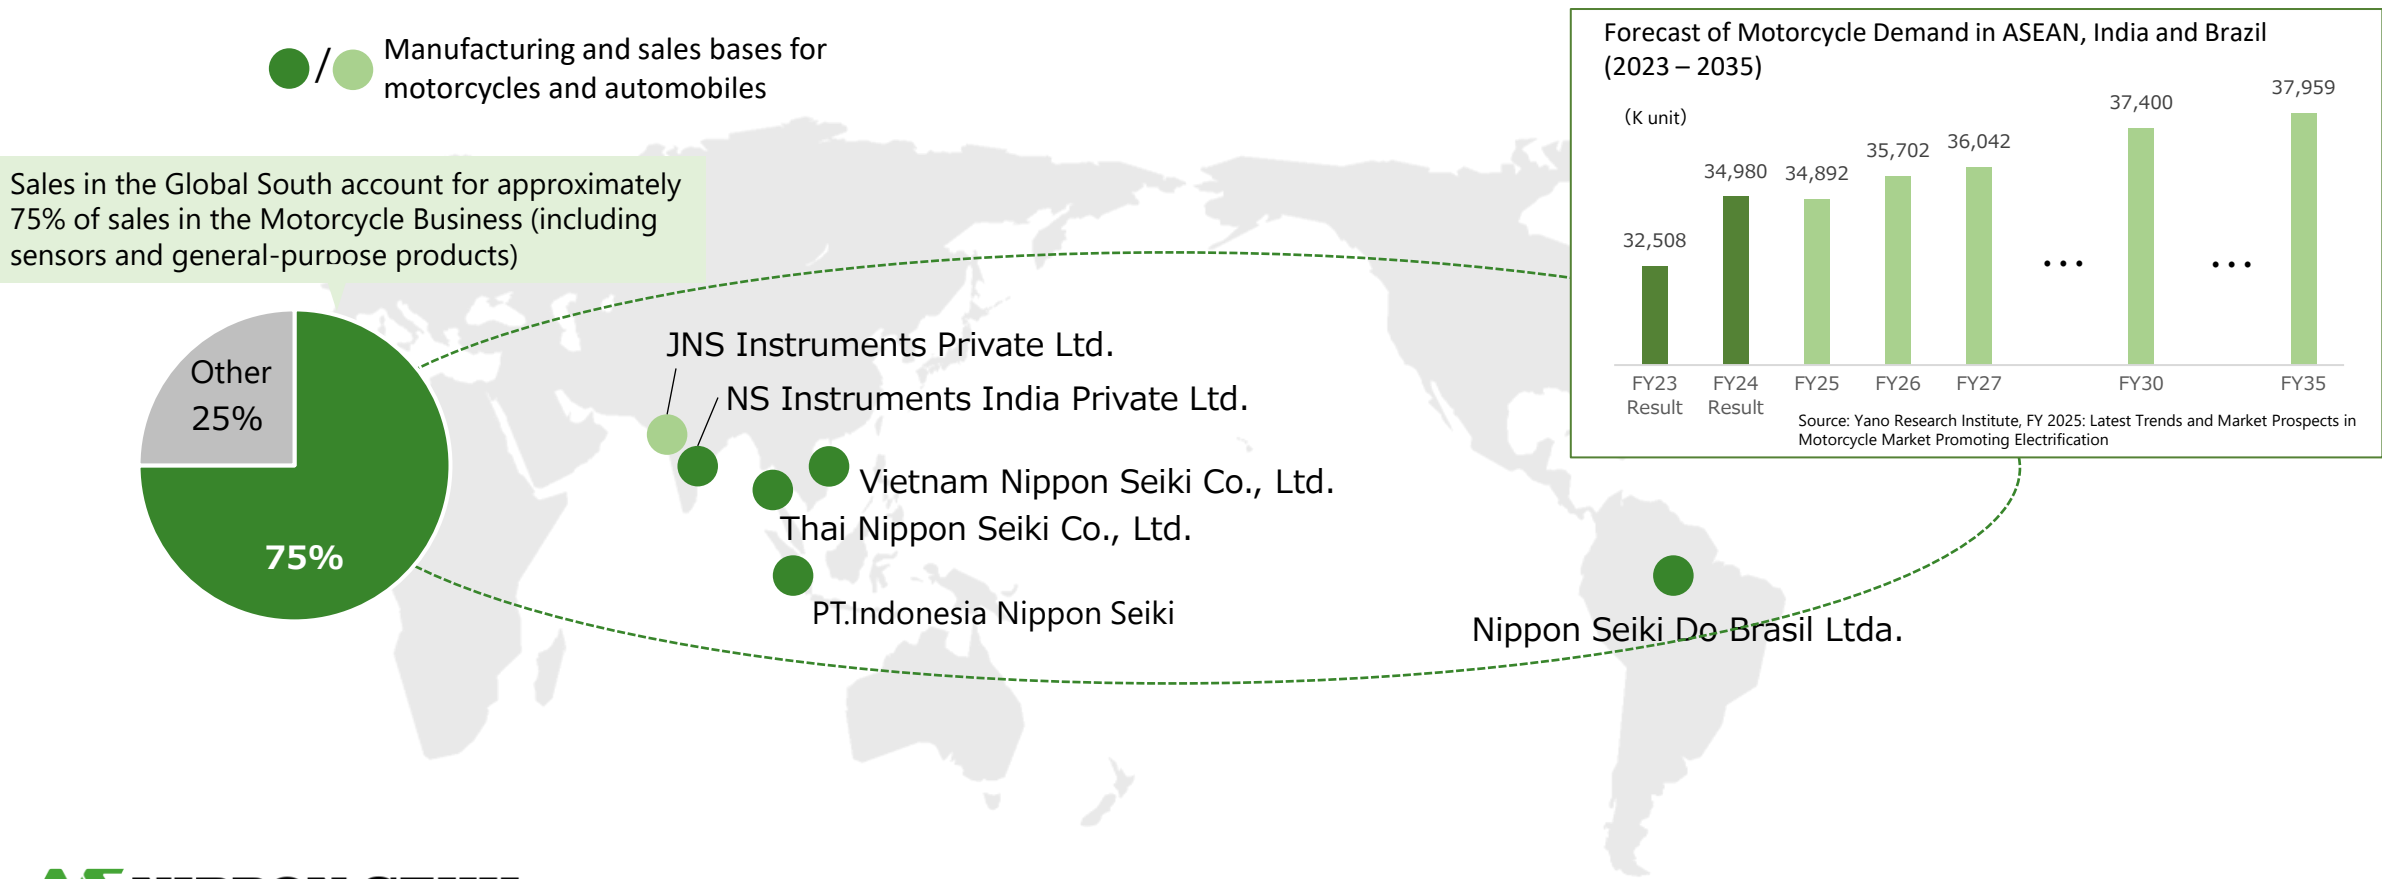 /
Manufacturing and sales bases for
motorcycles and automobiles
Sales in the Global South account for approximately
75% of sales in the Motorcycle Business (including
sensors and general-purpose products)
Other
25%
75%
JNS Instruments Private Ltd.
NS Instruments India Private Ltd.
Vietnam Nippon Seiki Co., Ltd.
Thai Nippon Seiki Co., Ltd.
PT.Indonesia Nippon Seiki
Nippon Seiki Do Brasil Ltda.
Forecast of Motorcycle Demand in ASEAN, India and Brazil
(2023 – 2035)
(K unit)
32,508
34,980
34,892
35,702
36,042
…
37,400
…
37,959
FY23
Result
FY24
Result
FY25
FY26
FY27
FY30
FY35
Source: Yano Research Institute, FY 2025: Latest Trends and Market Prospects in
Motorcycle Market Promoting Electrification